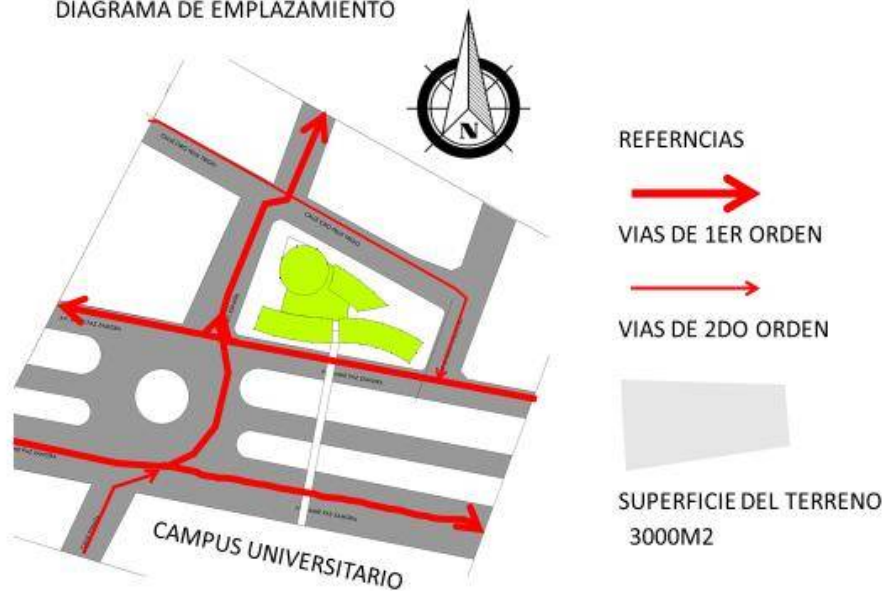 DIAGRAMA DE EMPLAZAMIENTO
N
REFERNCIAS
VIAS DE 1ER ORDEN
VIAS DE 2DO ORDEN
SUPERFICIE DEL TERRENO
3000M2
CAMPUS UNIVERSITARIO